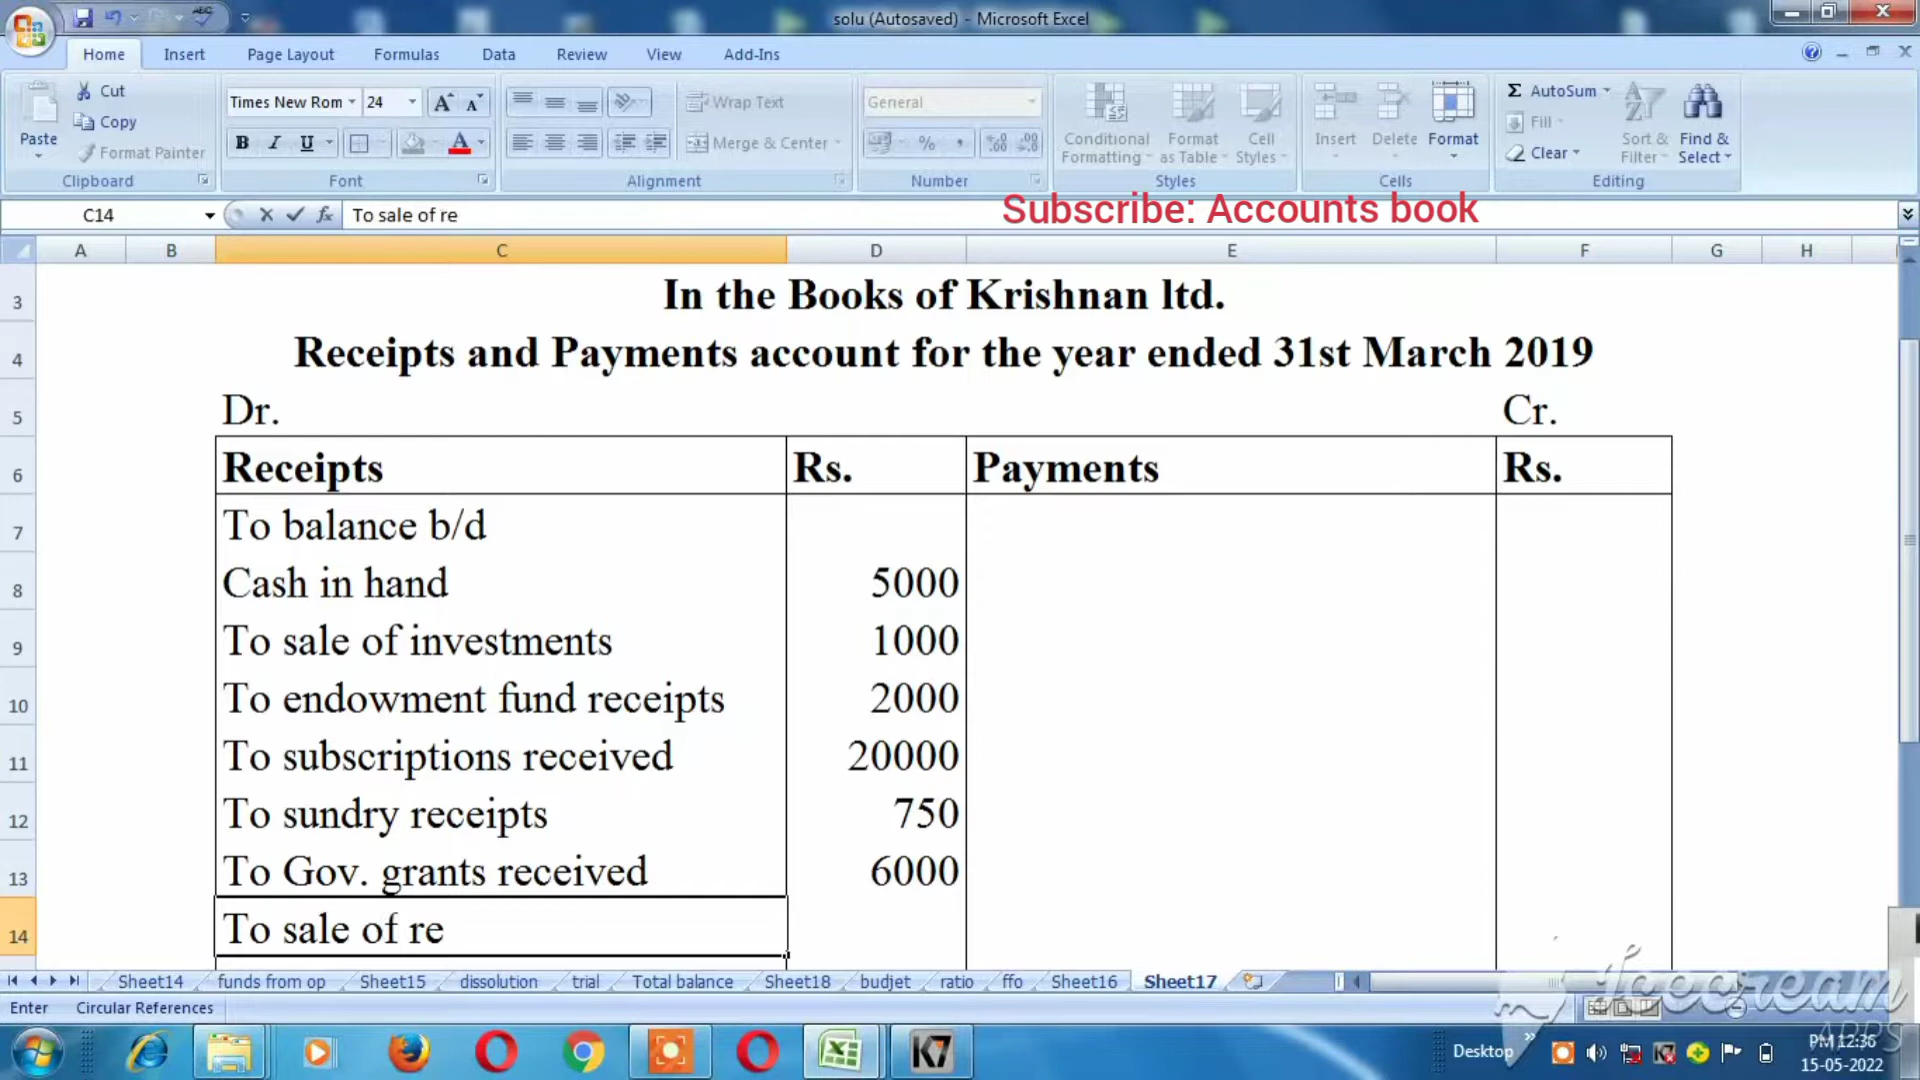 solu (Autosaved) - Microsoft Excel
Home Insert Page Layout Formulas Data Review View Add-Ins
Paste
Cut
Copy
Format Painter
Clipboard
Times New Rom 24
B I U
Font
Wrap Text
Merge & Center
Alignment
General
Number
Conditional Formatting
Format as Table
Cell Styles
Styles
Insert Delete Format
Cells
AutoSum
Fill
Clear
Sort & Filter
Find & Select
Editing
C14 fx To sale of re
Subscribe: Accounts book
A B C D E F G H
3 In the Books of Krishnan ltd.
4 Receipts and Payments account for the year ended 31st March 2019
5 Dr. Cr.
6 Receipts Rs. Payments Rs.
7 To balance b/d
8 Cash in hand 5000
9 To sale of investments 1000
10 To endowment fund receipts 2000
11 To subscriptions received 20000
12 To sundry receipts 750
13 To Gov. grants received 6000
14 To sale of re
Sheet14 funds from op Sheet15 dissolution trial Total balance Sheet18 budjet ratio ffo Sheet16 Sheet17
Enter Circular References
Icecream
APPS
K7
Desktop
PM 12:36
15-05-2022